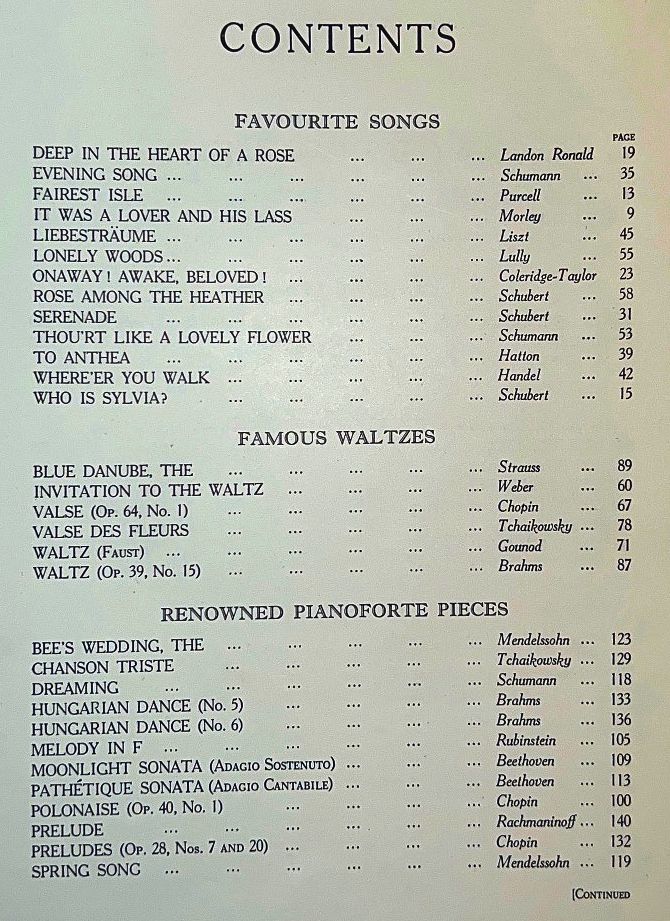 CONTENTS
FAVOURITE SONGS
PAGE
DEEP IN THE HEART OF A ROSE ... ... ... Landon Ronald 19
EVENING SONG ... ... ... ... ... ... Schumann ... 35
FAIREST ISLE ... ... ... ... ... ... Purcell ... 13
IT WAS A LOVER AND HIS LASS ... ... ... Morley ... 9
LIEBESTRÄUME ... ... ... ... ... ... Liszt ... 45
LONELY WOODS ... ... ... ... ... ... Lully ... 55
ONAWAY! AWAKE, BELOVED! ... ... ... ... Coleridge-Taylor 23
ROSE AMONG THE HEATHER ... ... ... ... Schubert ... 58
SERENADE ... ... ... ... ... ... Schubert ... 31
THOU'RT LIKE A LOVELY FLOWER ... ... ... Schumann ... 53
TO ANTHEA ... ... ... ... ... ... Hatton ... 39
WHERE'ER YOU WALK ... ... ... ... ... Handel ... 42
WHO IS SYLVIA? ... ... ... ... ... Schubert ... 15
FAMOUS WALTZES
BLUE DANUBE, THE ... ... ... ... ... Strauss ... 89
INVITATION TO THE WALTZ ... ... ... ... Weber ... 60
VALSE (Op. 64, No. 1) ... ... ... ... ... Chopin ... 67
VALSE DES FLEURS ... ... ... ... ... Tchaikowsky ... 78
WALTZ (FAUST) ... ... ... ... ... ... Gounod ... 71
WALTZ (Op. 39, No. 15) ... ... ... ... ... Brahms ... 87
RENOWNED PIANOFORTE PIECES
BEE'S WEDDING, THE ... ... ... ... ... Mendelssohn ... 123
CHANSON TRISTE ... ... ... ... ... Tchaikowsky ... 129
DREAMING ... ... ... ... ... ... Schumann ... 118
HUNGARIAN DANCE (No. 5) ... ... ... ... Brahms ... 133
HUNGARIAN DANCE (No. 6) ... ... ... ... Brahms ... 136
MELODY IN F ... ... ... ... ... ... Rubinstein ... 105
MOONLIGHT SONATA (ADAGIO SOSTENUTO) ... ... ... Beethoven ... 109
PATHÉTIQUE SONATA (ADAGIO CANTABILE) ... ... ... Beethoven ... 113
POLONAISE (Op. 40, No. 1) ... ... ... ... Chopin ... 100
PRELUDE ... ... ... ... ... ... Rachmaninoff ... 140
PRELUDES (Op. 28, Nos. 7 AND 20) ... ... ... ... Chopin ... 132
SPRING SONG ... ... ... ... ... ... Mendelssohn ... 119
[CONTINUED